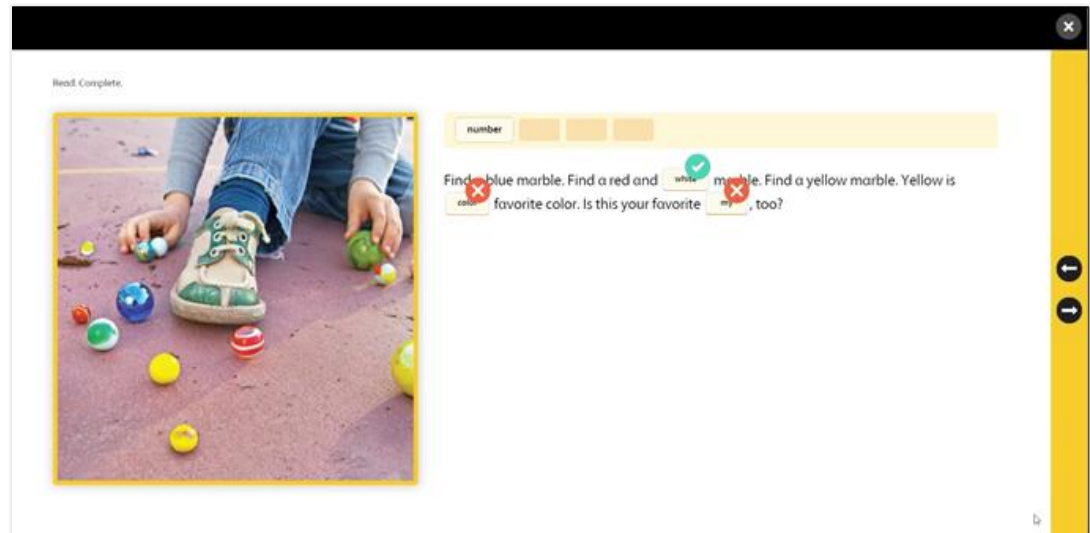 Read. Complete.
number
Find a blue marble. Find a red and white marble. Find a yellow marble. Yellow is
color favorite color. Is this your favorite my, too?